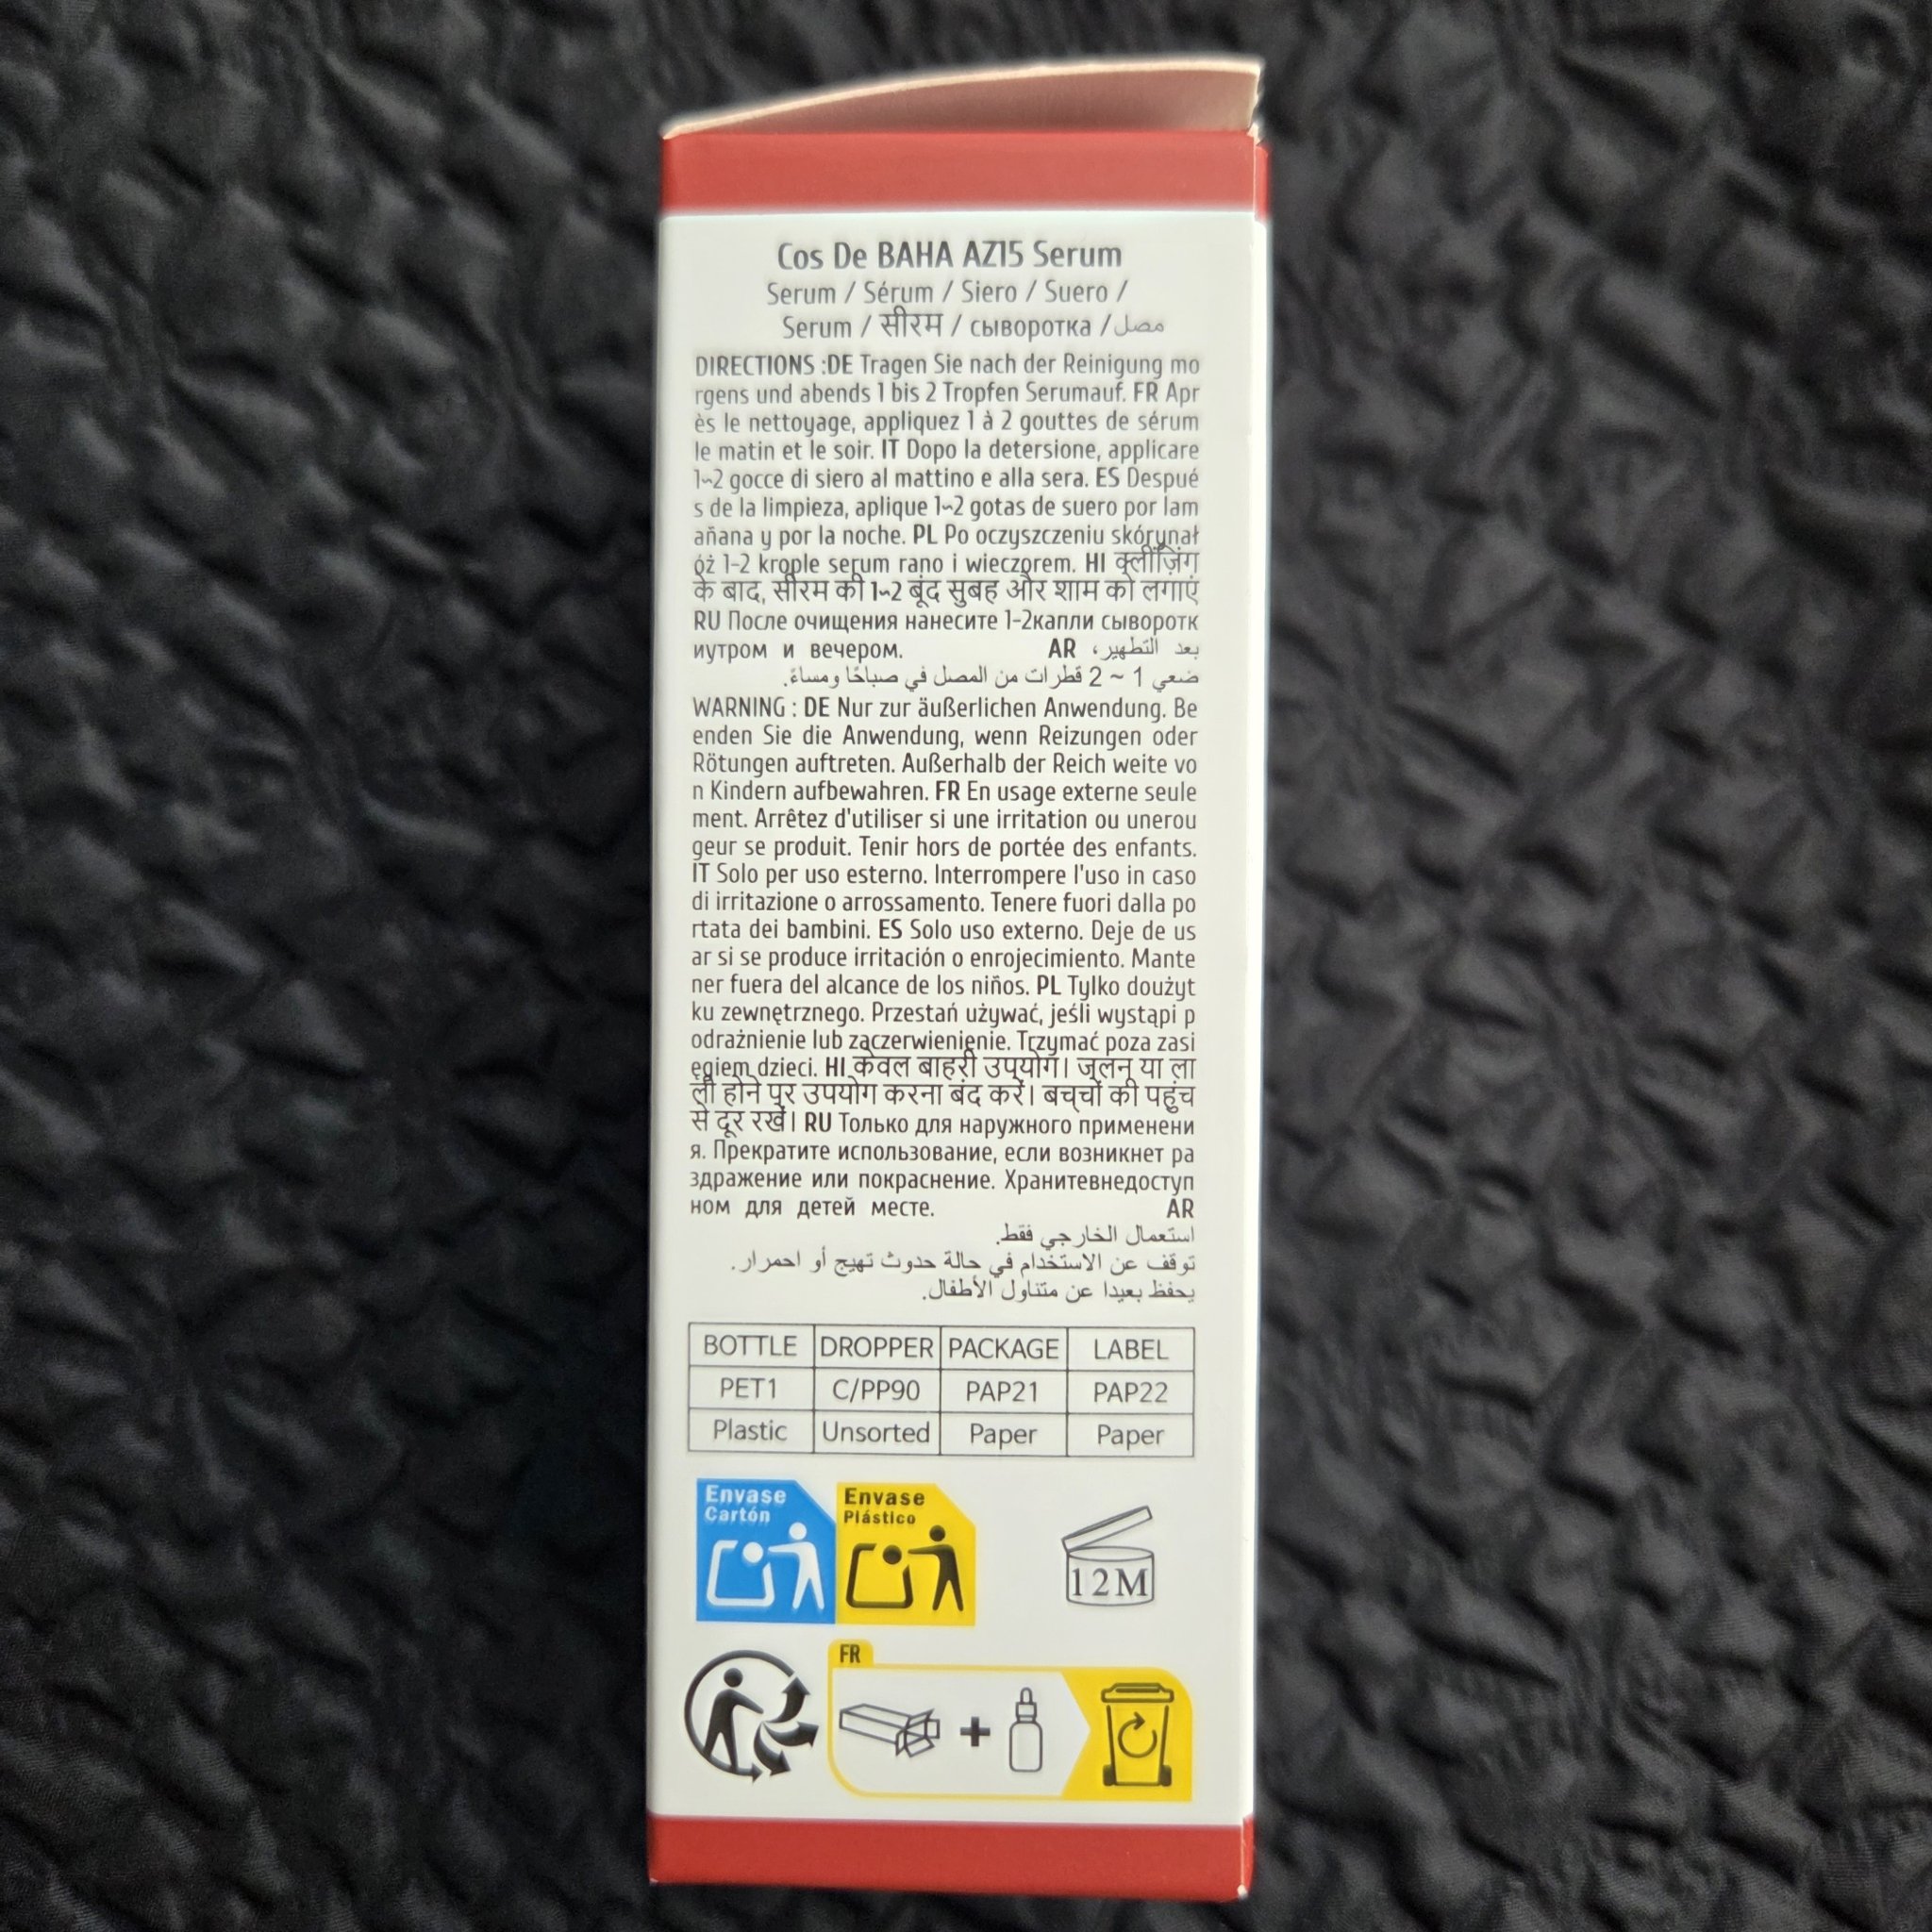 Cos De BAHA AZ15 Serum
Serum / Sérum / Siero / Suero /
Serum / सीरम / сыворотка / مصل
DIRECTIONS :DE Tragen Sie nach der Reinigung mo
rgens und abends 1 bis 2 Tropfen Serumauf. FR Apr
ès le nettoyage, appliquez 1 à 2 gouttes de sérum
le matin et le soir. IT Dopo la detersione, applicare
1~2 gocce di siero al mattino e alla sera. ES Despué
s de la limpieza, aplique 1~2 gotas de suero por lam
añana y por la noche. PL Po oczyszczeniu skórynał
óż 1-2 krople serum rano i wieczorem. HI क्लींज़िंग
के बाद, सीरम की 1~2 बूंद सुबह और शाम को लगाएं
RU После очищения нанесите 1-2капли сыворотк
иутром и вечером. AR بعد التطهير،
ضعي 1 ~ 2 قطرات من المصل في صباحًا ومساءً.
WARNING : DE Nur zur äußerlichen Anwendung. Be
enden Sie die Anwendung, wenn Reizungen oder
Rötungen auftreten. Außerhalb der Reich weite vo
n Kindern aufbewahren. FR En usage externe seule
ment. Arrêtez d'utiliser si une irritation ou unerou
geur se produit. Tenir hors de portée des enfants.
IT Solo per uso esterno. Interrompere l'uso in caso
di irritazione o arrossamento. Tenere fuori dalla po
rtata dei bambini. ES Solo uso externo. Deje de us
ar si se produce irritación o enrojecimiento. Mante
ner fuera del alcance de los niños. PL Tylko doużyt
ku zewnętrznego. Przestań używać, jeśli wystąpi p
odrażnienie lub zaczerwienienie. Trzymać poza zasi
ęgiem dzieci. HI केवल बाहरी उपयोग। जलन या ला
ली होने पर उपयोग करना बंद करें। बच्चों की पहुंच
से दूर रखें। RU Только для наружного применени
я. Прекратите использование, если возникнет ра
здражение или покраснение. Хранитевнедоступ
ном для детей месте. AR
استعمال الخارجي فقط.
توقف عن الاستخدام في حالة حدوث تهيج أو احمرار.
يحفظ بعيدا عن متناول الأطفال.
BOTTLE DROPPER PACKAGE LABEL
PET1 C/PP90 PAP21 PAP22
Plastic Unsorted Paper Paper
Envase
Cartón
Envase
Plástico
12M
FR